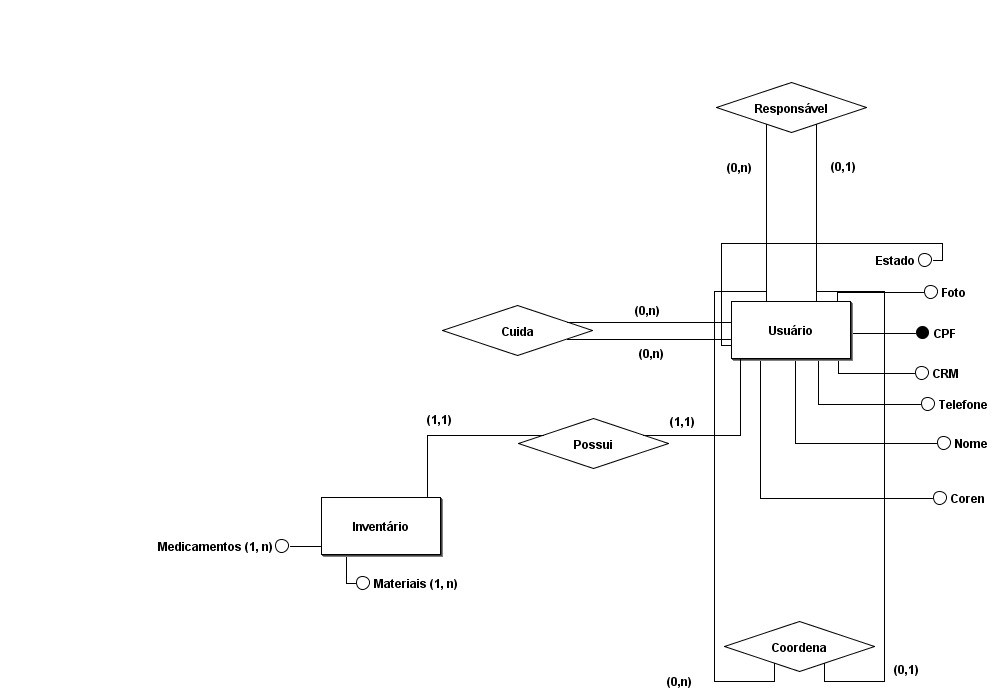 Responsável
(0,n)
(0,1)
Estado
Foto
(0,n)
Cuida
Usuário
CPF
(0,n)
CRM
Telefone
(1,1)
(1,1)
Possui
Nome
Coren
Inventário
Medicamentos (1, n)
Materiais (1, n)
Coordena
(0,n)
(0,1)